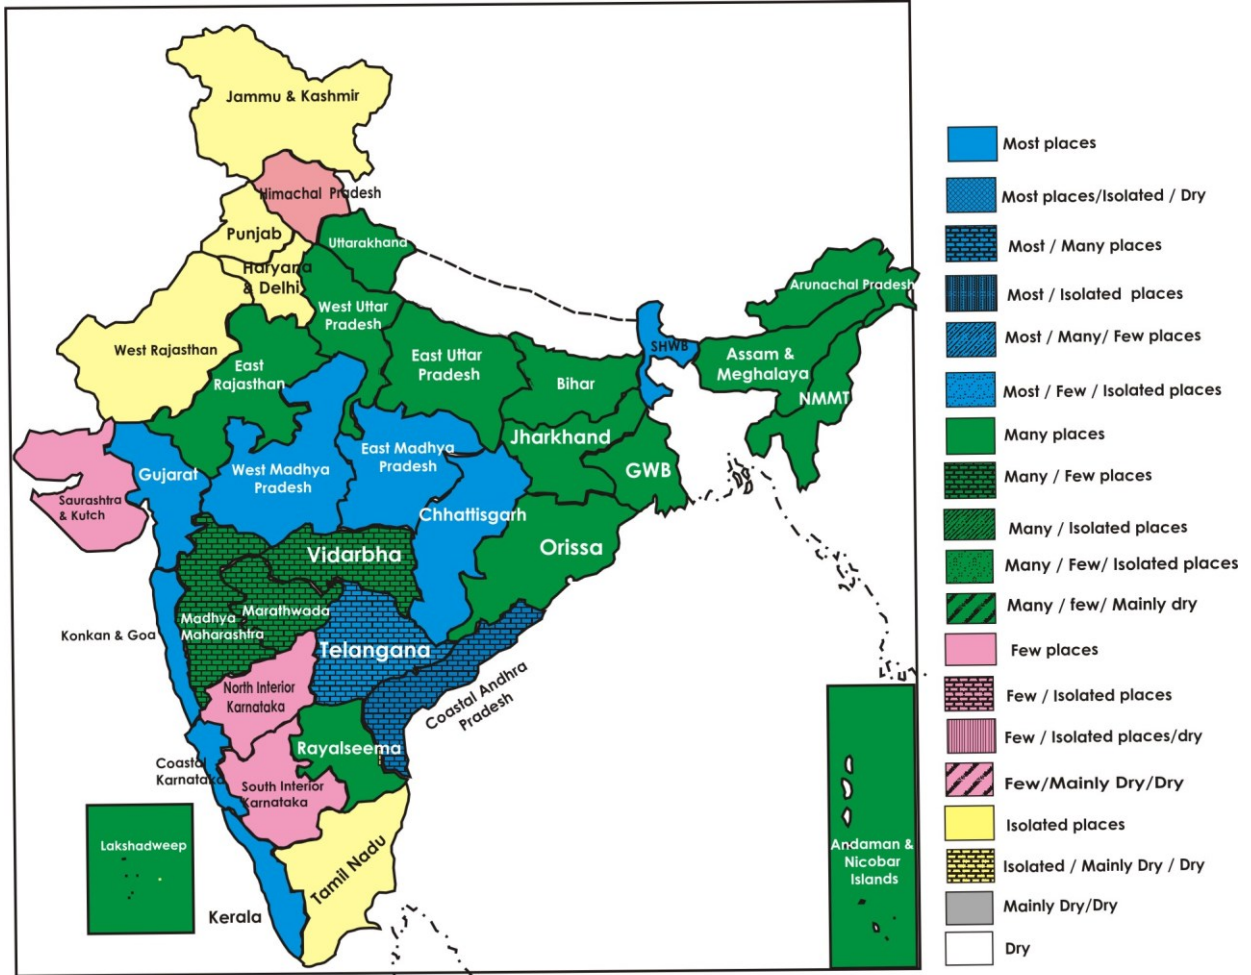 Jammu & Kashmir
Himachal Pradesh
Punjab
Uttarakhand
Haryana
& Delhi
West Uttar
Pradesh
West Rajasthan
East
Rajasthan
East Uttar
Pradesh
Bihar
SHWB
Arunachal Pradesh
Assam &
Meghalaya
NMMT
Jharkhand
GWB
Gujarat
West Madhya
Pradesh
East Madhya
Pradesh
Saurashtra
& Kutch
Chhattisgarh
Orissa
Vidarbha
Madhya
Maharashtra
Marathwada
Konkan & Goa
Telangana
Coastal Andhra
Pradesh
North Interior
Karnataka
Rayalseema
Coastal
Karnataka
South Interior
Karnataka
Lakshadweep
Kerala
Tamil Nadu
Andaman &
Nicobar
Islands
Most places
Most places/Isolated / Dry
Most / Many places
Most / Isolated places
Most / Many/ Few places
Most / Few / Isolated places
Many places
Many / Few places
Many / Isolated places
Many / Few/ Isolated places
Many / few/ Mainly dry
Few places
Few / Isolated places
Few / Isolated places/dry
Few/Mainly Dry/Dry
Isolated places
Isolated / Mainly Dry / Dry
Mainly Dry/Dry
Dry